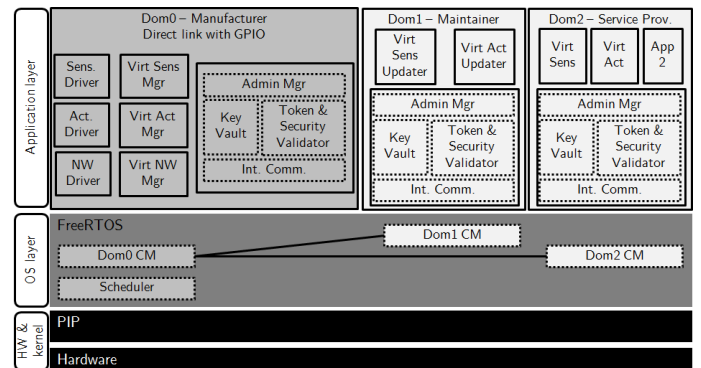 Application layer
Dom0 – Manufacturer
Direct link with GPIO
Sens.
Driver
Virt Sens
Mgr
Act.
Driver
Virt Act
Mgr
NW
Driver
Virt NW
Mgr
Admin Mgr
Key
Vault
Token &
Security
Validator
Int. Comm.
Dom1 – Maintainer
Virt
Sens
Updater
Virt Act
Updater
Admin Mgr
Key
Vault
Token &
Security
Validator
Int. Comm.
Dom2 – Service Prov.
Virt
Sens
Virt
Act
App
2
Admin Mgr
Key
Vault
Token &
Security
Validator
Int. Comm.
OS layer
FreeRTOS
Dom0 CM
Dom1 CM
Dom2 CM
Scheduler
HW &
kernel
PIP
Hardware